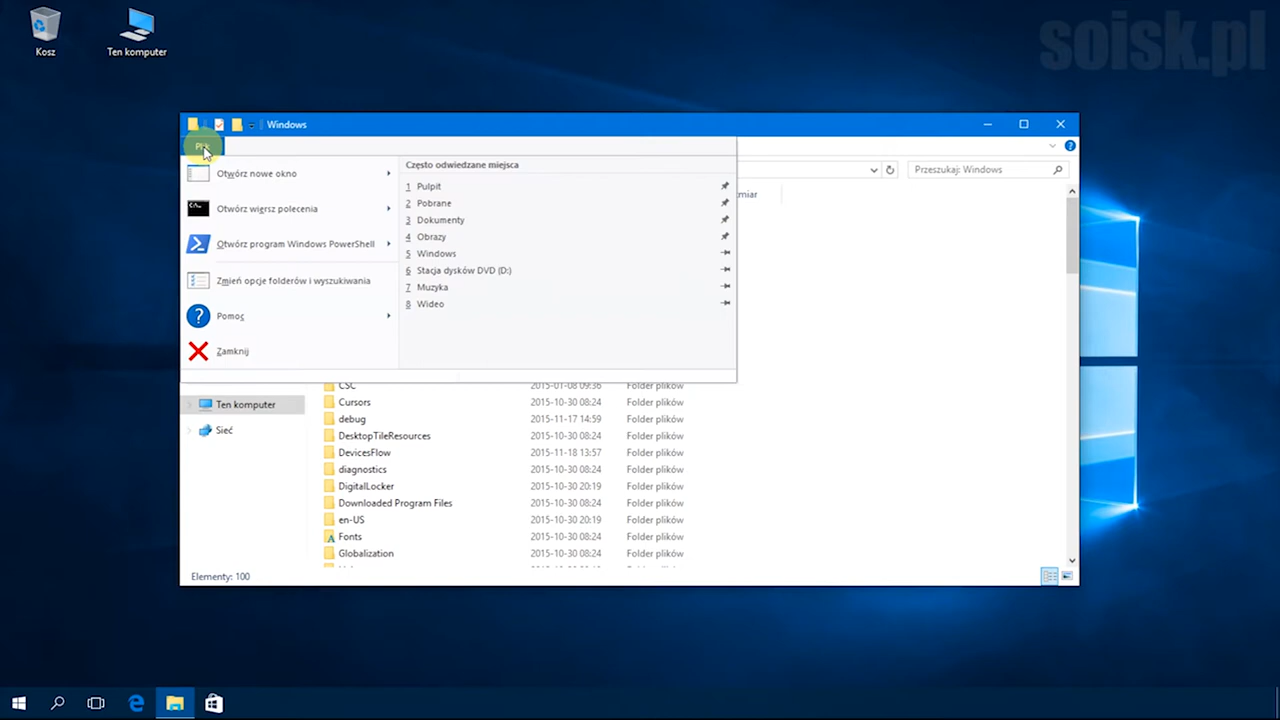 soisk.pl
Kosz
Ten komputer
Windows
Plik
Otwórz nowe okno
Otwórz wiersz polecenia
Otwórz program Windows PowerShell
Zmień opcje folderów i wyszukiwania
Pomoc
Zamknij
Często odwiedzane miejsca
1 Pulpit
2 Pobrane
3 Dokumenty
4 Obrazy
5 Windows
6 Stacja dysków DVD (D:)
7 Muzyka
8 Wideo
Przeszukaj: Windows
Ten komputer
Sieć
CSC 2015-01-08 09:36 Folder plików
Cursors 2015-10-30 08:24 Folder plików
debug 2015-11-17 14:59 Folder plików
DesktopTileResources 2015-10-30 08:24 Folder plików
DevicesFlow 2015-11-18 13:57 Folder plików
diagnostics 2015-10-30 08:24 Folder plików
DigitalLocker 2015-10-30 20:19 Folder plików
Downloaded Program Files 2015-10-30 08:24 Folder plików
en-US 2015-10-30 20:19 Folder plików
Fonts 2015-10-30 08:24 Folder plików
Globalization 2015-10-30 08:24 Folder plików
Elementy: 100